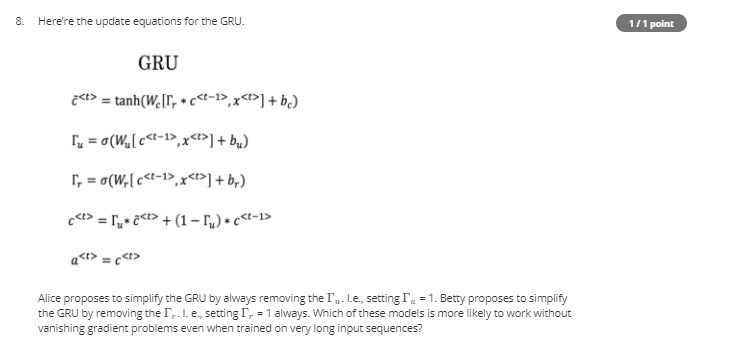 8. Here're the update equations for the GRU.
1 / 1 point
GRU
c̃<t> = tanh(Wc[Γr * c<t−1>, x<t>] + bc)
Γu = σ(Wu[ c<t−1>, x<t>] + bu)
Γr = σ(Wr[ c<t−1>, x<t>] + br)
c<t> = Γu * c̃<t> + (1 − Γu) * c<t−1>
a<t> = c<t>
Alice proposes to simplify the GRU by always removing the Γu. I.e., setting Γu = 1. Betty proposes to simplify
the GRU by removing the Γr. I. e., setting Γr = 1 always. Which of these models is more likely to work without
vanishing gradient problems even when trained on very long input sequences?